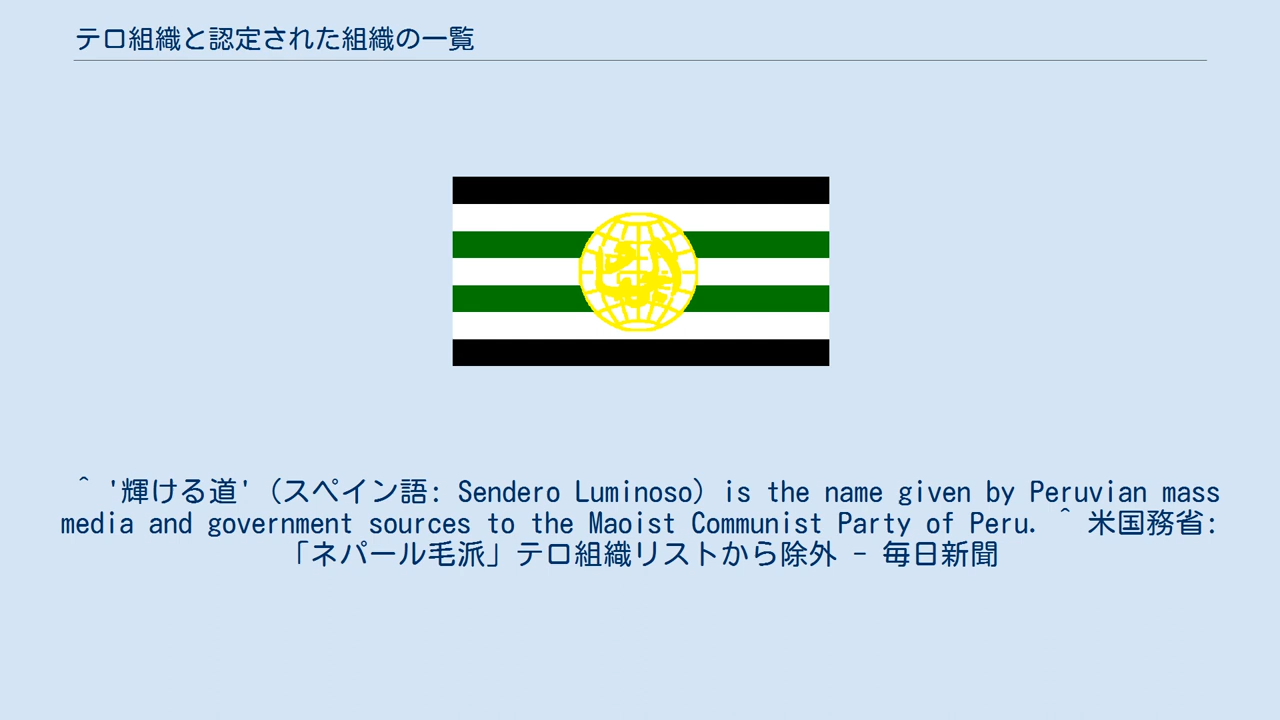 テロ組織と認定された組織の一覧
^ '輝ける道' (スペイン語: Sendero Luminoso) is the name given by Peruvian mass
media and government sources to the Maoist Communist Party of Peru. ^ 米国務省:
「ネパール毛派」テロ組織リストから除外 - 毎日新聞